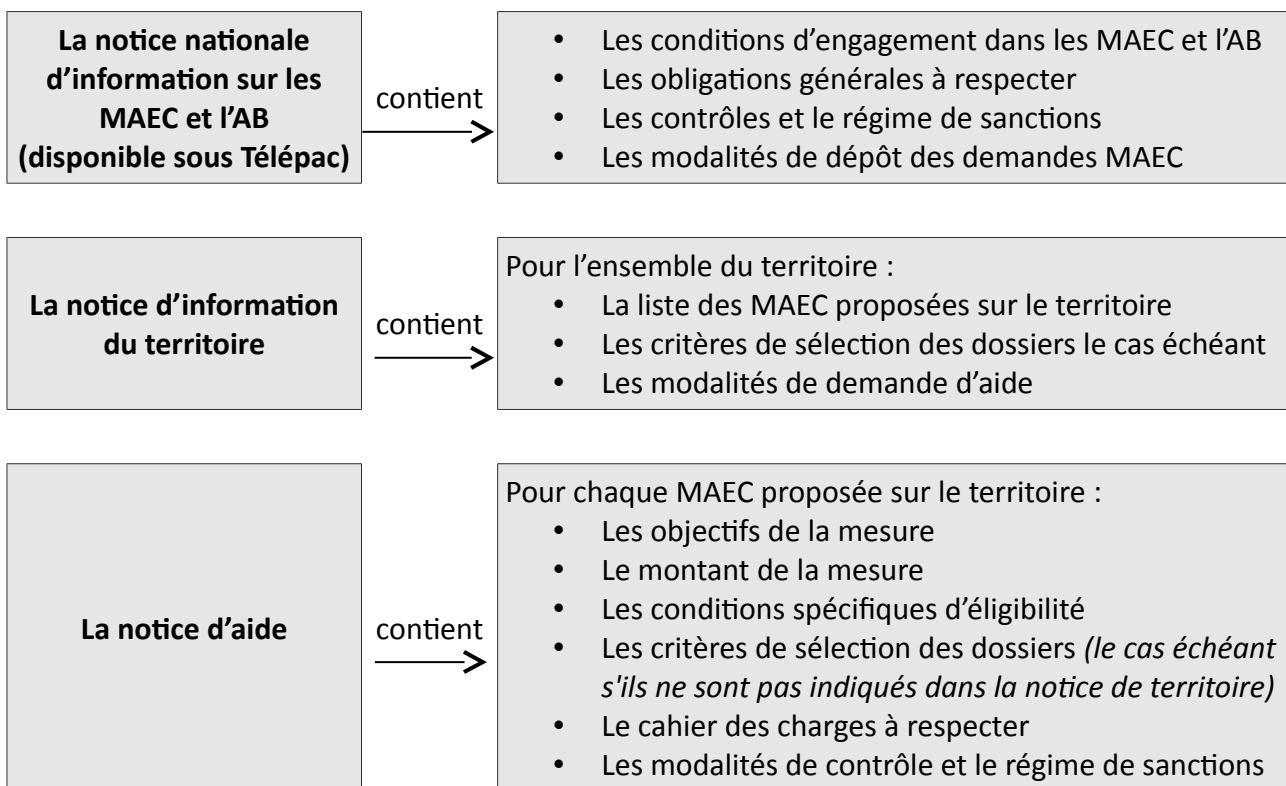 La notice nationale
d’information sur les
MAEC et l’AB
(disponible sous Télépac)
contient
• Les conditions d’engagement dans les MAEC et l’AB
• Les obligations générales à respecter
• Les contrôles et le régime de sanctions
• Les modalités de dépôt des demandes MAEC
La notice d’information
du territoire
contient
Pour l’ensemble du territoire :
• La liste des MAEC proposées sur le territoire
• Les critères de sélection des dossiers le cas échéant
• Les modalités de demande d’aide
La notice d’aide
contient
Pour chaque MAEC proposée sur le territoire :
• Les objectifs de la mesure
• Le montant de la mesure
• Les conditions spécifiques d’éligibilité
• Les critères de sélection des dossiers (le cas échéant
s'ils ne sont pas indiqués dans la notice de territoire)
• Le cahier des charges à respecter
• Les modalités de contrôle et le régime de sanctions